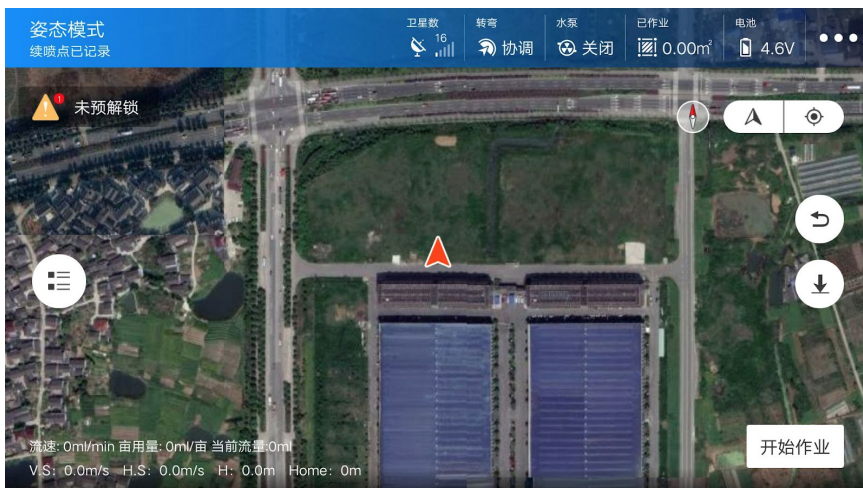 姿态模式
续喷点已记录
卫星数
16
转弯
协调
水泵
关闭
已作业
0.00m²
电池
4.6V
1
未预解锁
开始作业
流速: 0ml/min 亩用量: 0ml/亩 当前流量:0ml
V.S: 0.0m/s H.S: 0.0m/s H: 0.0m Home: 0m